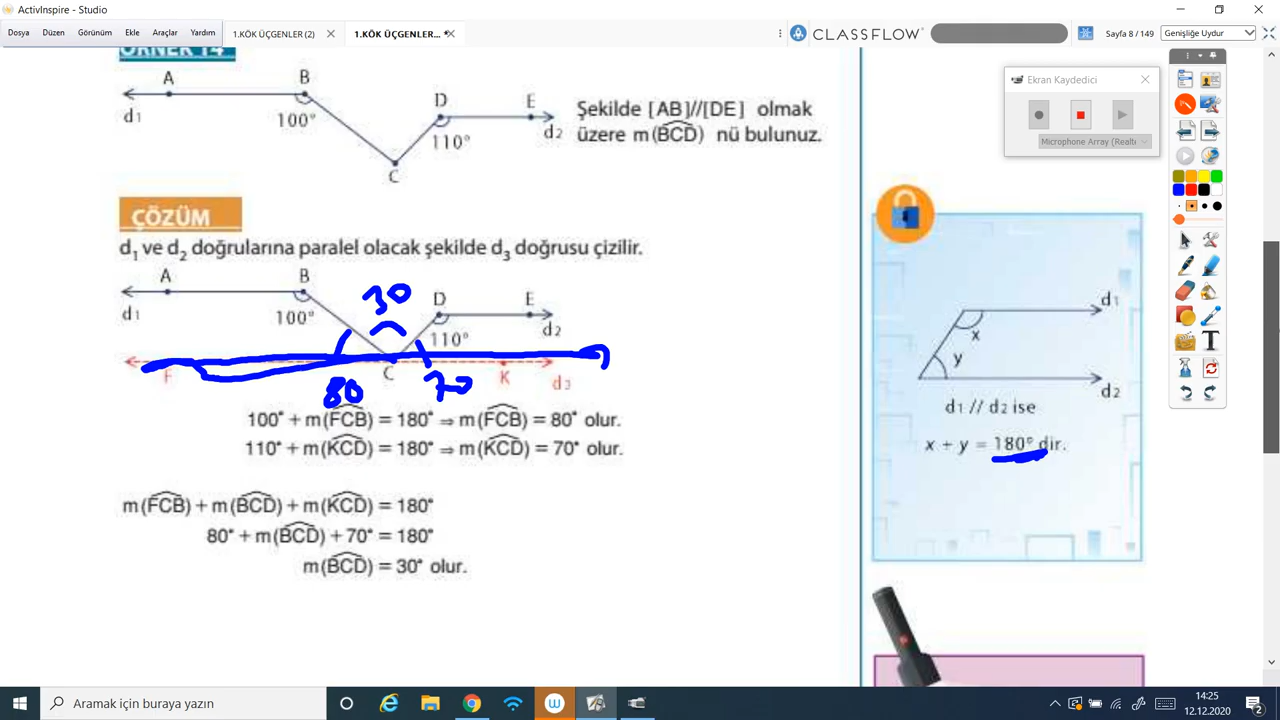 ActivInspire - Studio
Dosya Düzen Görünüm Ekle Araçlar Yardım
1.KÖK ÜÇGENLER (2)
1.KÖK ÜÇGENLER... *
CLASSFLOW
Sayfa 8 / 149
Genişliğe Uydur
Ekran Kaydedici
Microphone Array (Realt
ÖRNEK 14
A B
d1 100°
D E
110° d2
C
Şekilde [AB]//[DE] olmak
üzere m(BCD) nü bulunuz.
ÇÖZÜM
d1 ve d2 doğrularına paralel olacak şekilde d3 doğrusu çizilir.
A B 30 D E
d1 100° 110° d2
F C K d3
80 70
100° + m(FCB) = 180° ⇒ m(FCB) = 80° olur.
110° + m(KCD) = 180° ⇒ m(KCD) = 70° olur.
m(FCB) + m(BCD) + m(KCD) = 180°
80° + m(BCD) + 70° = 180°
m(BCD) = 30° olur.
d1
x
y
d2
d1 // d2 ise
x + y = 180° dir.
Aramak için buraya yazın
14:25
12.12.2020
2